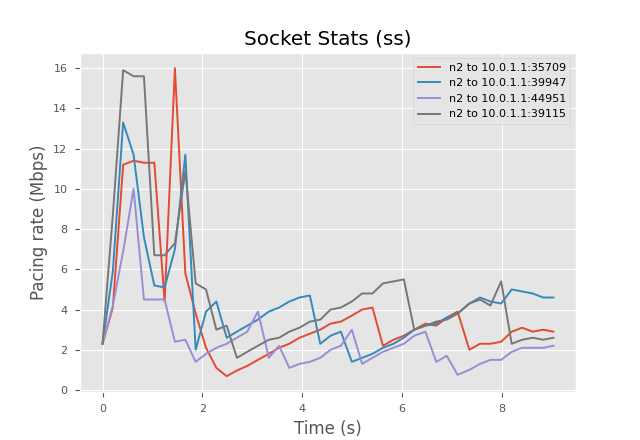 Socket Stats (ss)
n2 to 10.0.1.1:35709
n2 to 10.0.1.1:39947
n2 to 10.0.1.1:44951
n2 to 10.0.1.1:39115
Pacing rate (Mbps)
16
14
12
10
8
6
4
2
0
0 2 4 6 8
Time (s)